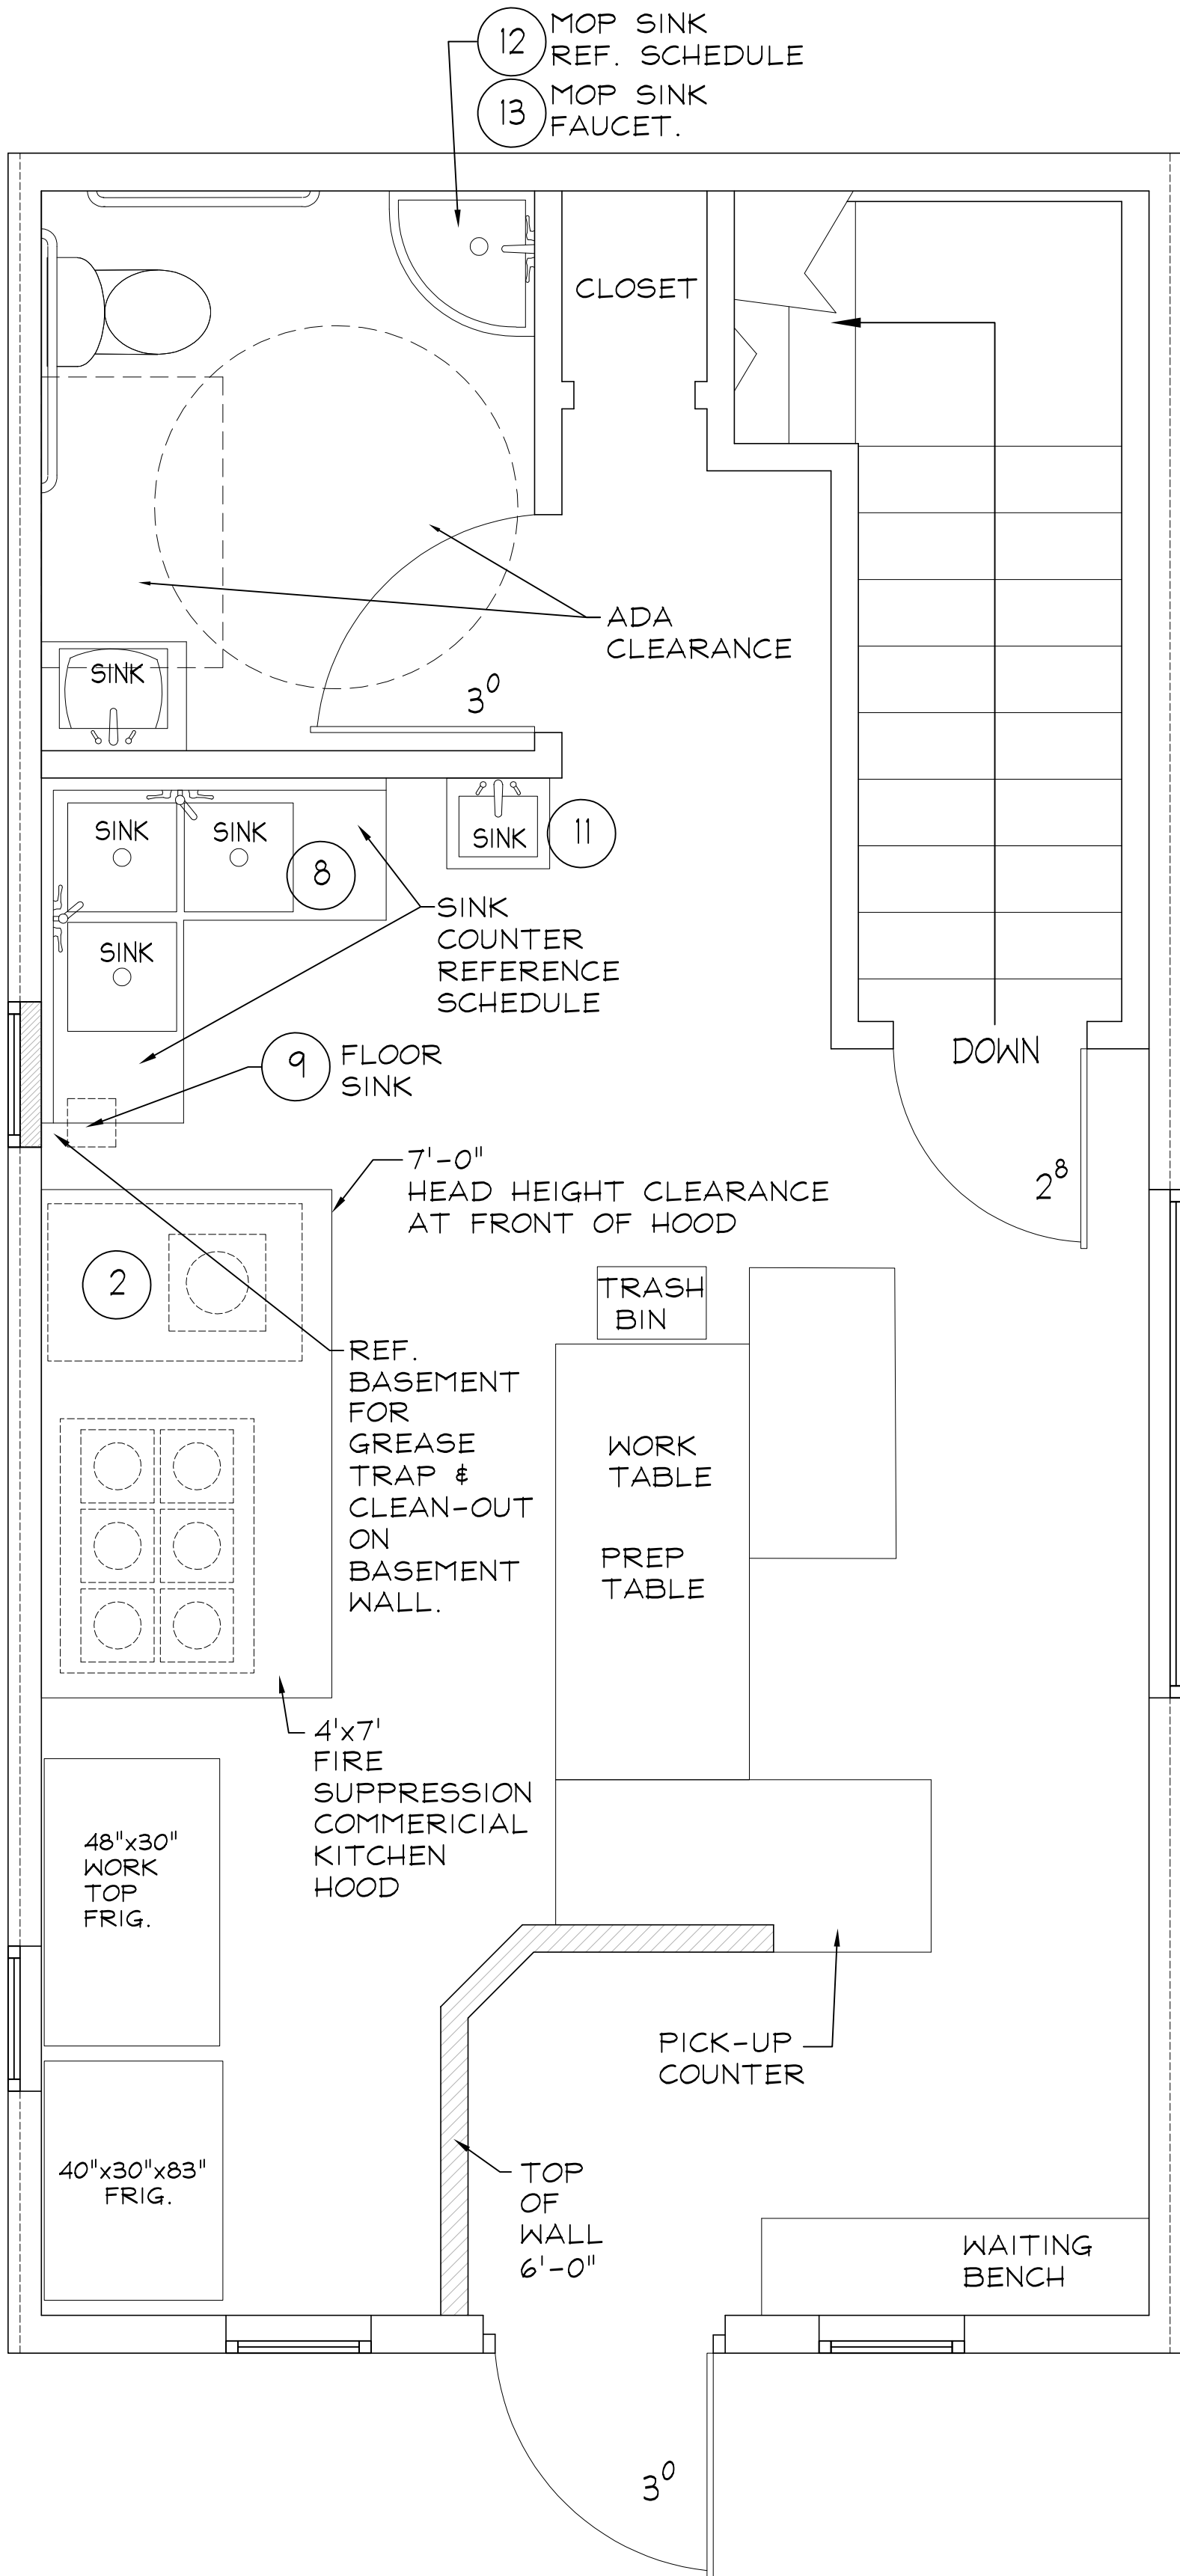 12 MOP SINK
REF. SCHEDULE
13 MOP SINK
FAUCET.
CLOSET
ADA
CLEARANCE
SINK
3⁰
SINK
SINK
8
SINK
11
SINK
SINK
COUNTER
REFERENCE
SCHEDULE
9 FLOOR
SINK
DOWN
2⁸
7'-0"
HEAD HEIGHT CLEARANCE
AT FRONT OF HOOD
2
TRASH
BIN
REF.
BASEMENT
FOR
GREASE
TRAP &
CLEAN-OUT
ON
BASEMENT
WALL.
WORK
TABLE
PREP
TABLE
4'x7'
FIRE
SUPPRESSION
COMMERICIAL
KITCHEN
HOOD
48"x30"
WORK
TOP
FRIG.
PICK-UP
COUNTER
40"x30"x83"
FRIG.
TOP
OF
WALL
6'-0"
WAITING
BENCH
3⁰